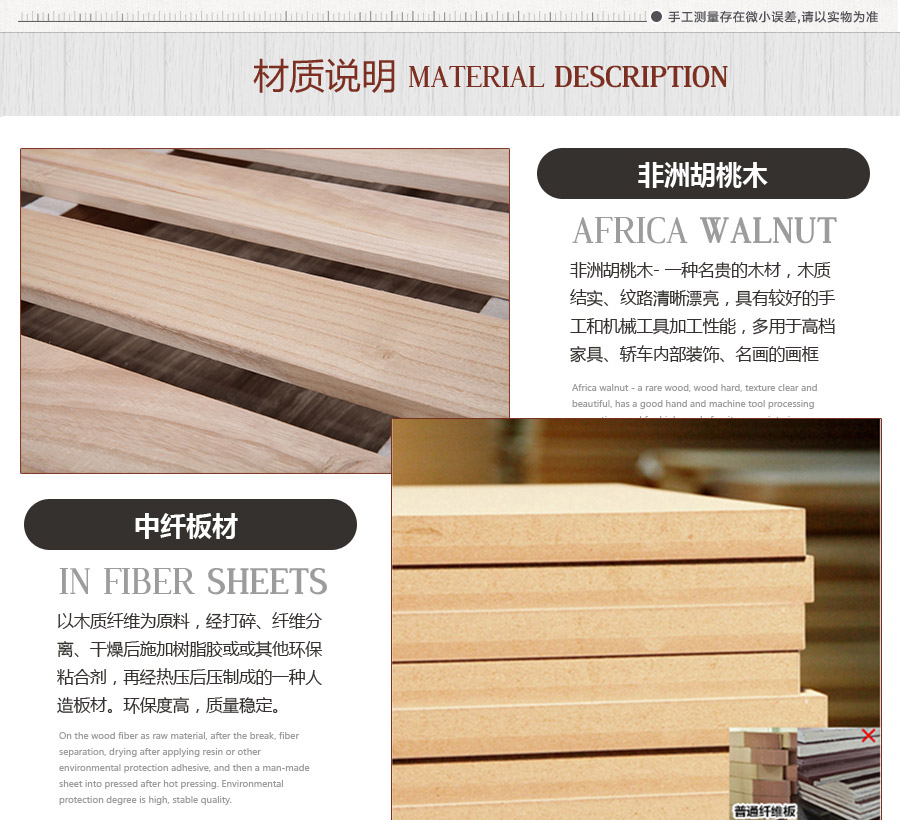 手工测量存在微小误差,请以实物为准
材质说明 MATERIAL DESCRIPTION
非洲胡桃木
AFRICA WALNUT
非洲胡桃木- 一种名贵的木材，木质
结实、纹路清晰漂亮，具有较好的手
工和机械工具加工性能，多用于高档
家具、轿车内部装饰、名画的画框
Africa walnut - a rare wood, wood hard, texture clear and
beautiful, has a good hand and machine tool processing
中纤板材
IN FIBER SHEETS
以木质纤维为原料，经打碎、纤维分
离、干燥后施加树脂胶或或其他环保
粘合剂，再经热压后压制成的一种人
造板材。环保度高，质量稳定。
On the wood fiber as raw material, after the break, fiber
separation, drying after applying resin or other
environmental protection adhesive, and then a man-made
sheet into pressed after hot pressing. Environmental
protection degree is high, stable quality.
普通纤维板